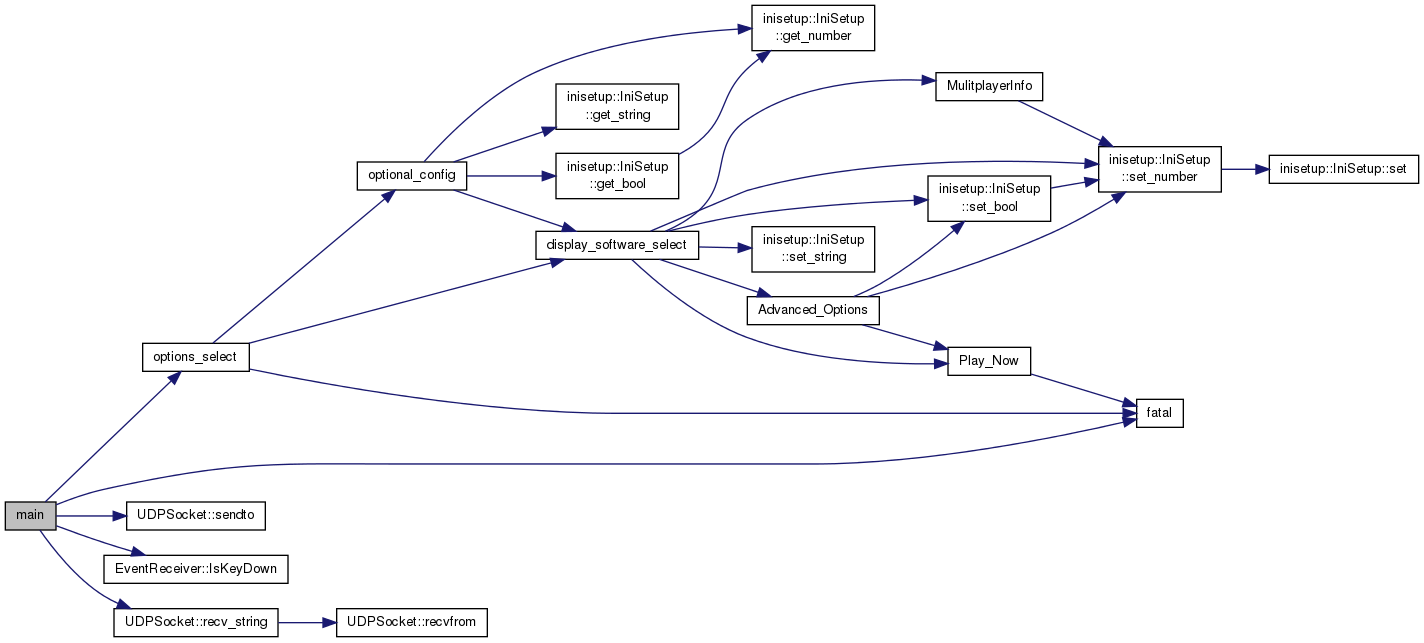 inisetup::IniSetup
::get_number
MulitplayerInfo
inisetup::IniSetup
::get_string
inisetup::IniSetup
::set_number
inisetup::IniSetup::set
optional_config
inisetup::IniSetup
::get_bool
inisetup::IniSetup
::set_bool
display_software_select
inisetup::IniSetup
::set_string
Advanced_Options
options_select
Play_Now
fatal
main
UDPSocket::sendto
EventReceiver::IsKeyDown
UDPSocket::recv_string
UDPSocket::recvfrom